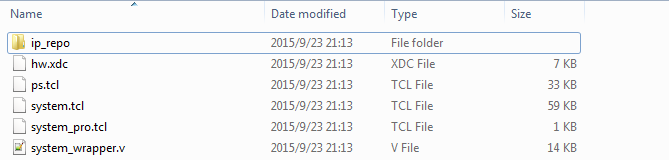 Name Date modified Type Size
ip_repo 2015/9/23 21:13 File folder
hw.xdc 2015/9/23 21:13 XDC File 7 KB
ps.tcl 2015/9/23 21:13 TCL File 33 KB
system.tcl 2015/9/23 21:13 TCL File 59 KB
system_pro.tcl 2015/9/23 21:13 TCL File 1 KB
system_wrapper.v 2015/9/23 21:13 V File 14 KB